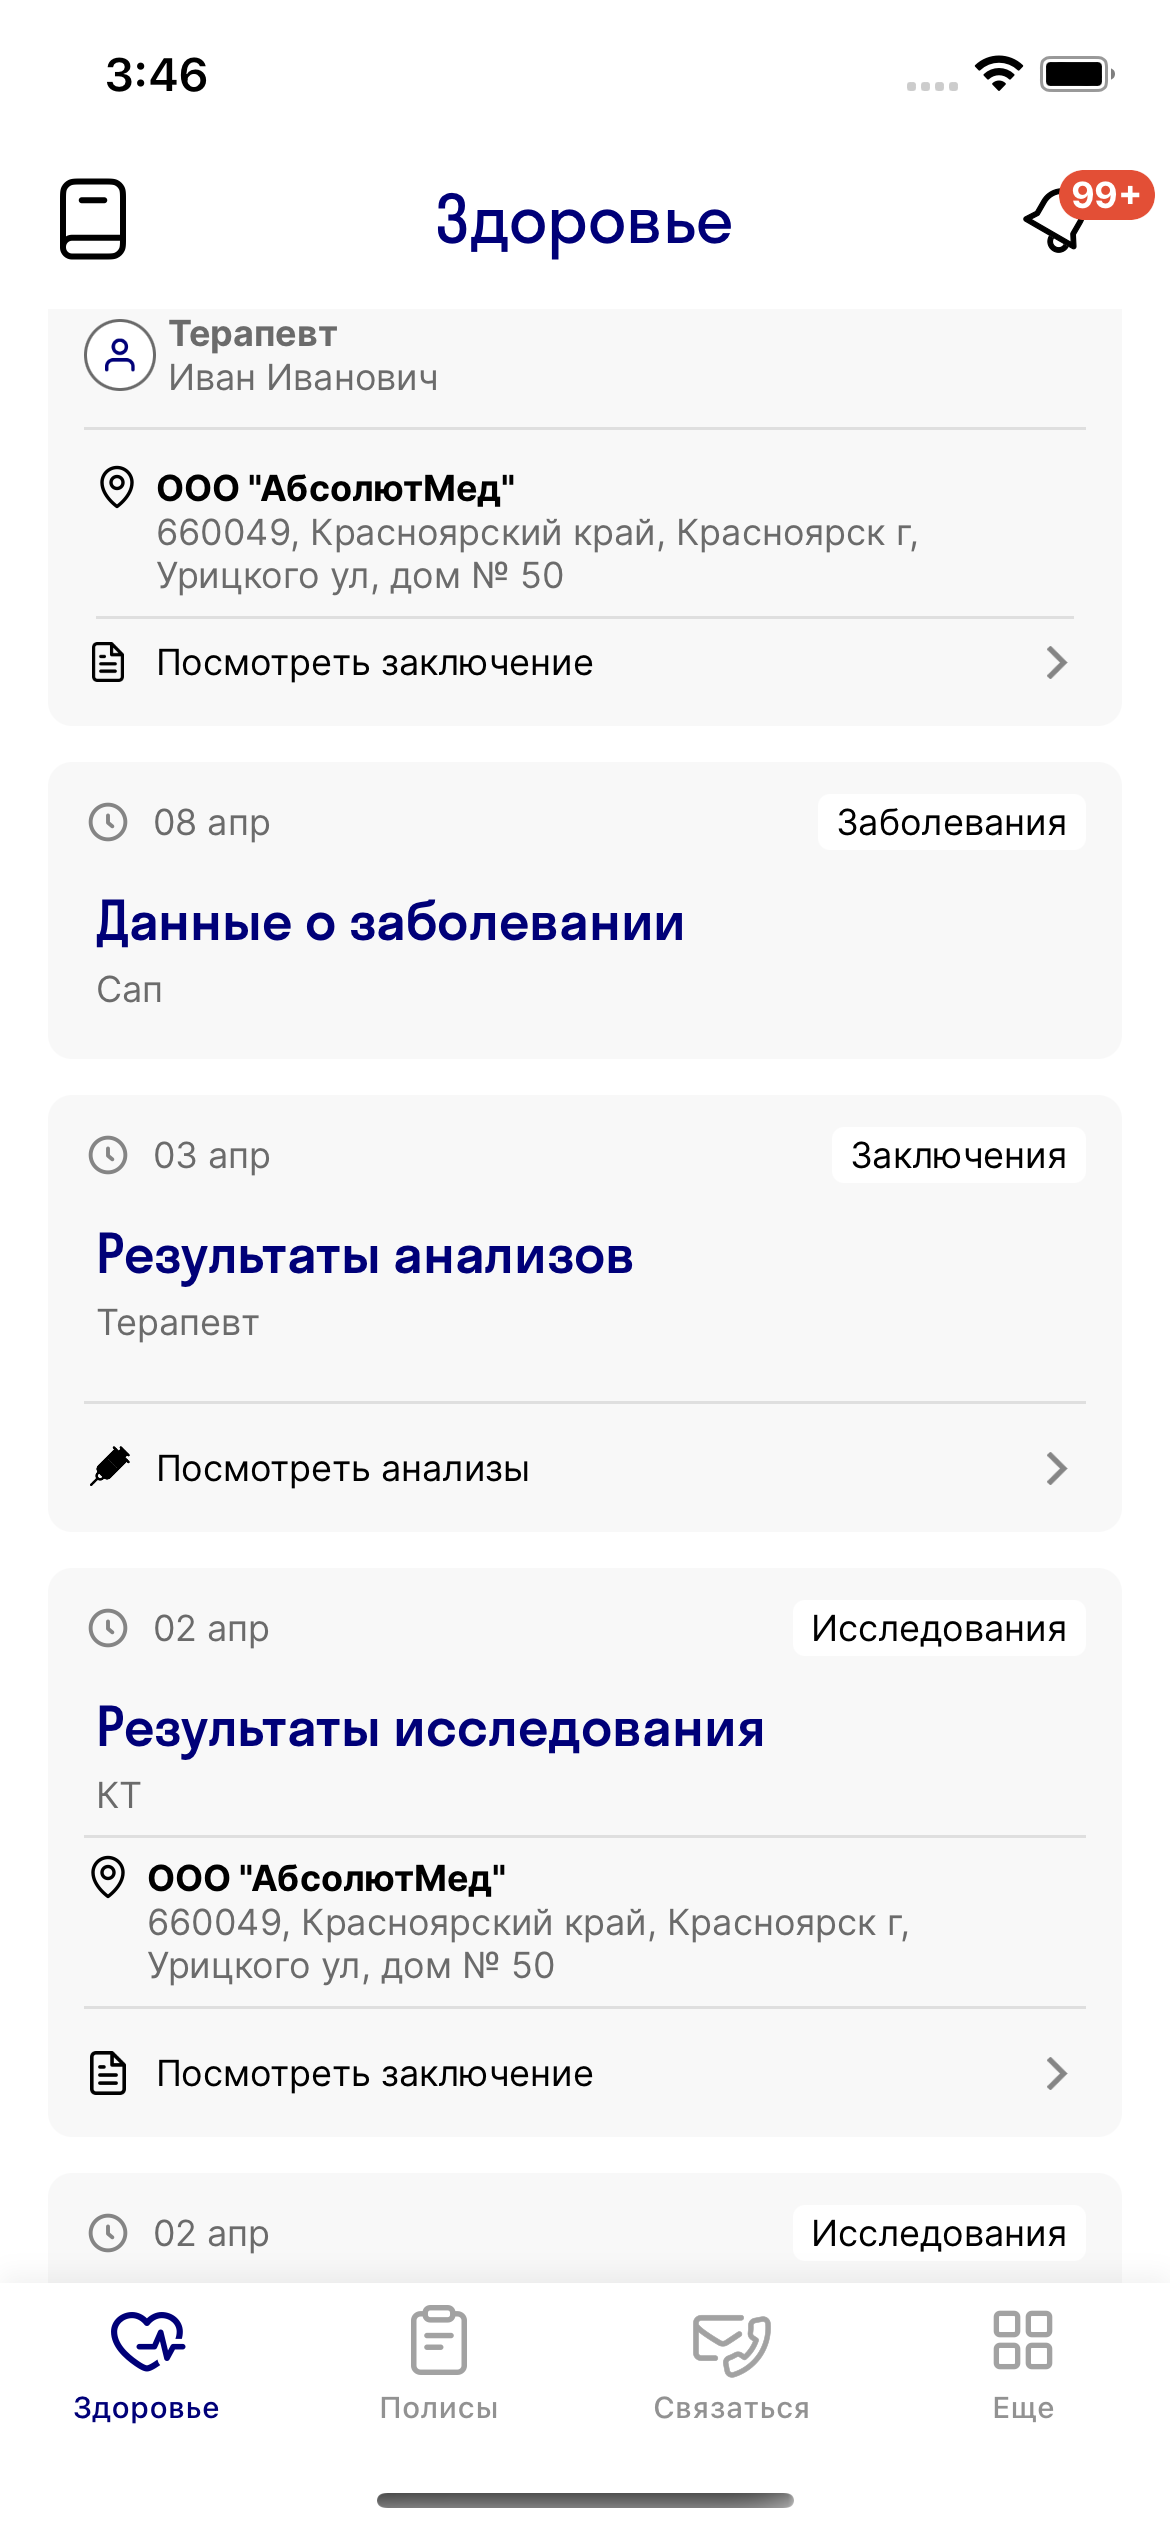 3:46
Здоровье
99+
Терапевт
Иван Иванович
ООО "АбсолютМед"
660049, Красноярский край, Красноярск г,
Урицкого ул, дом № 50
Посмотреть заключение
08 апр
Заболевания
Данные о заболевании
Сап
03 апр
Заключения
Результаты анализов
Терапевт
Посмотреть анализы
02 апр
Исследования
Результаты исследования
КТ
ООО "АбсолютМед"
660049, Красноярский край, Красноярск г,
Урицкого ул, дом № 50
Посмотреть заключение
02 апр
Исследования
Здоровье
Полисы
Связаться
Еще